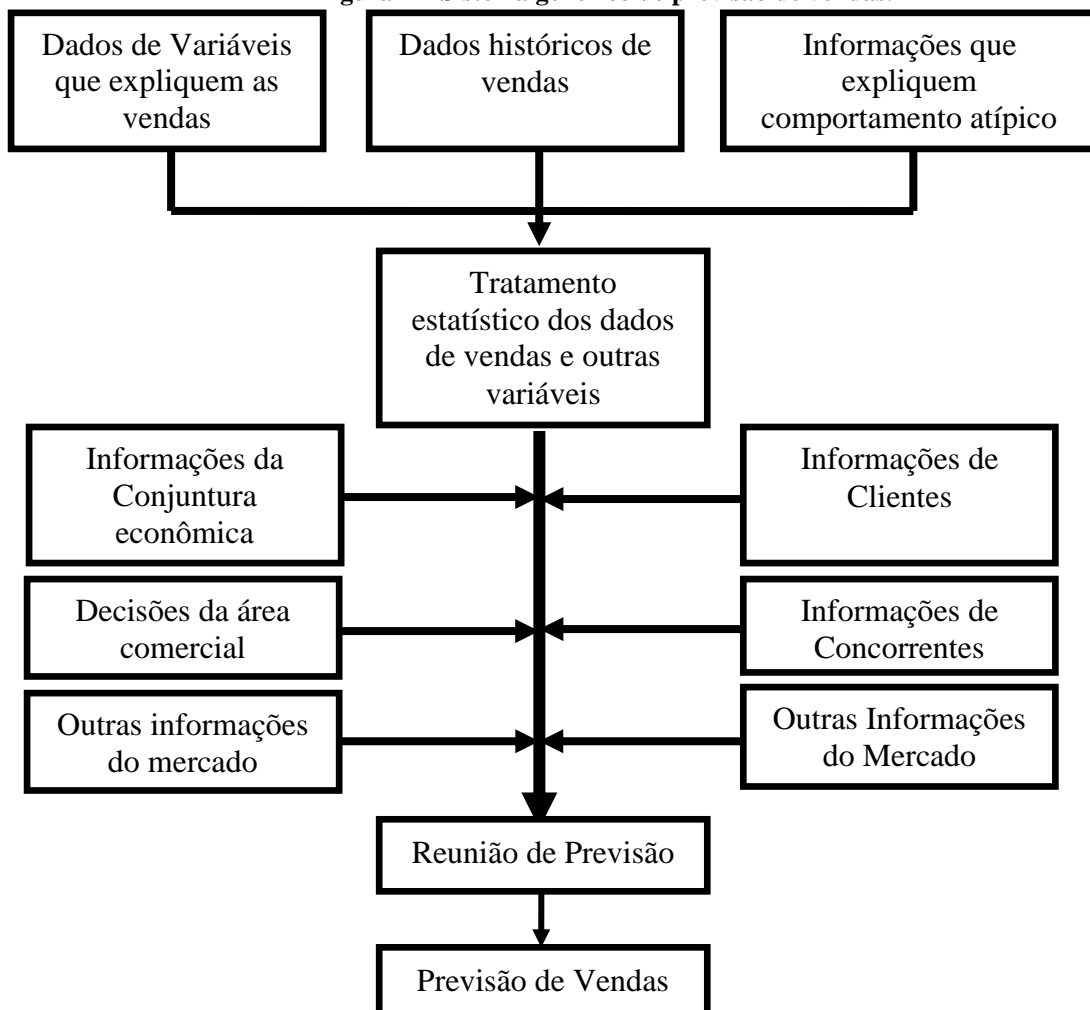 Dados de Variáveis
que expliquem as
vendas
Dados históricos de
vendas
Informações que
expliquem
comportamento atípico
Tratamento
estatístico dos dados
de vendas e outras
variáveis
Informações da
Conjuntura
econômica
Informações de
Clientes
Decisões da área
comercial
Informações de
Concorrentes
Outras informações
do mercado
Outras Informações
do Mercado
Reunião de Previsão
Previsão de Vendas